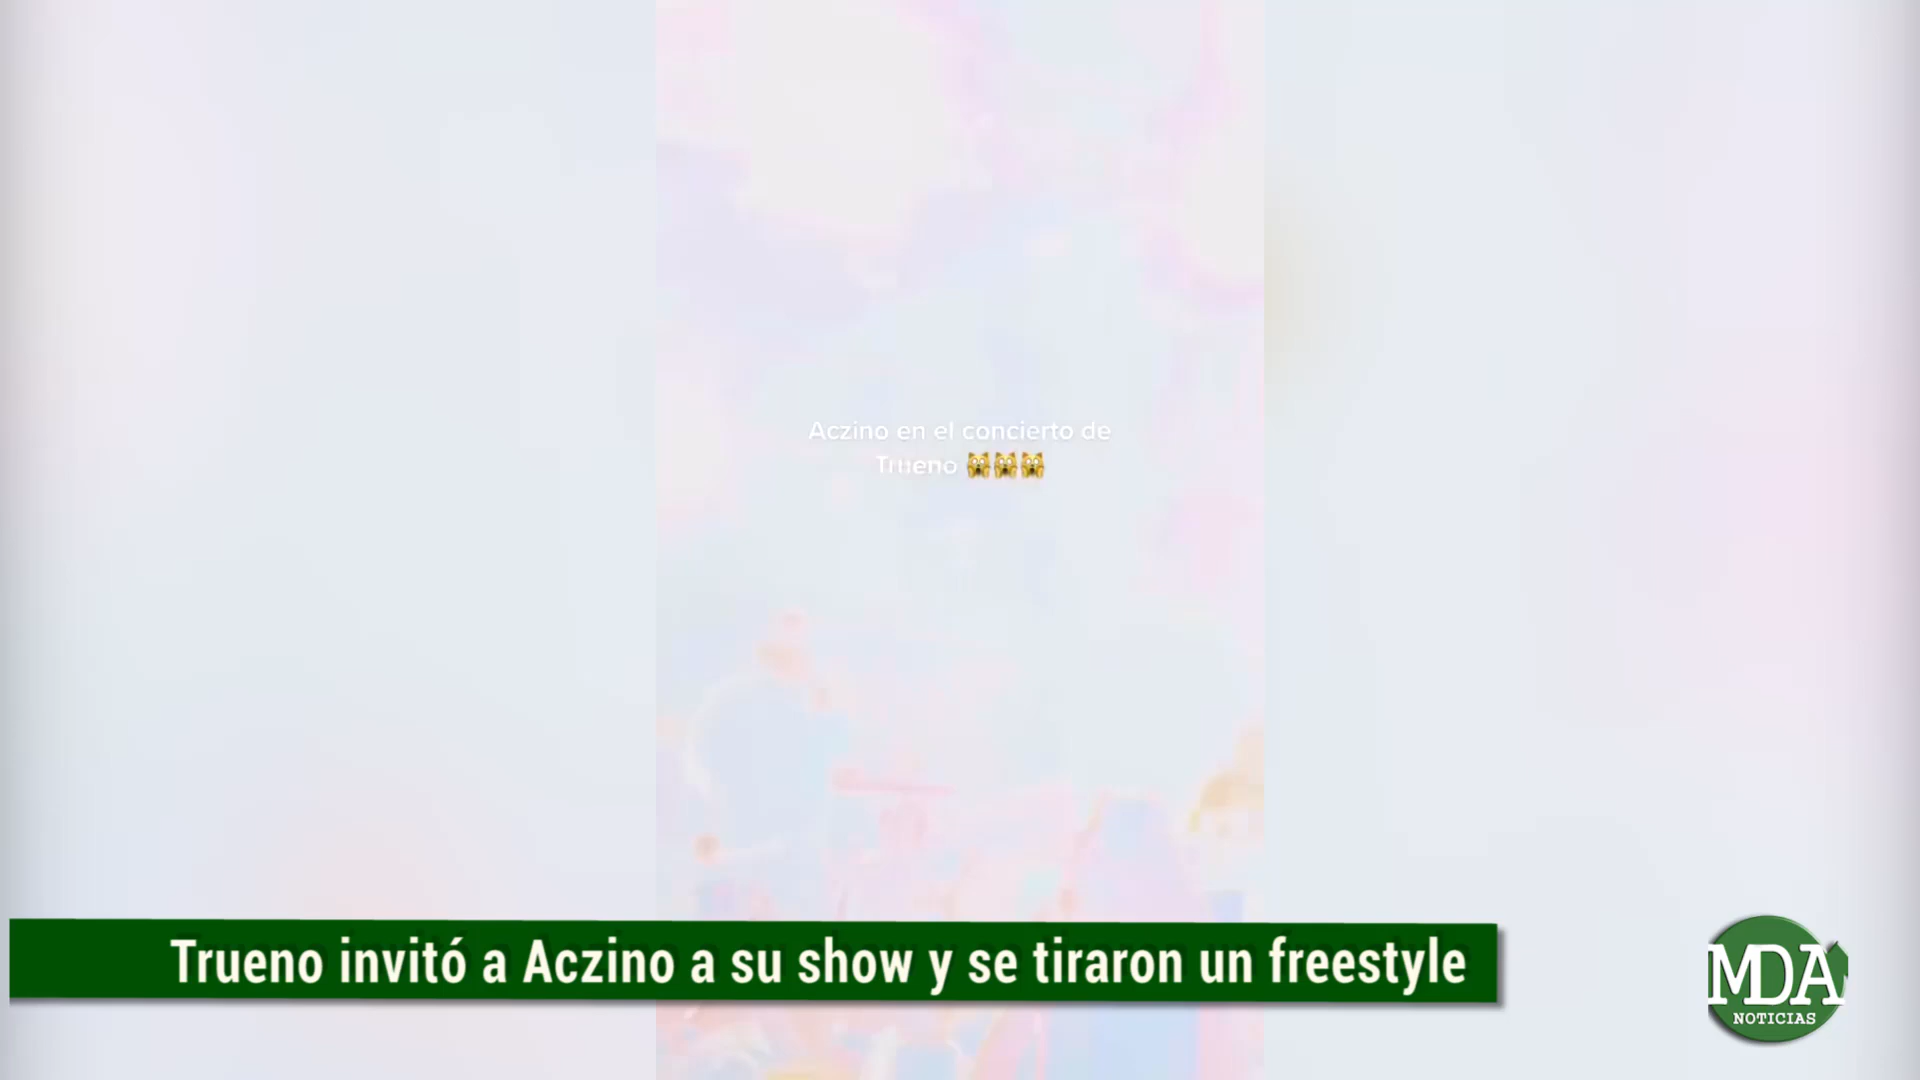 Aczino en el concierto de
Trueno 🙀🙀🙀
Trueno invitó a Aczino a su show y se tiraron un freestyle
MDA
NOTICIAS